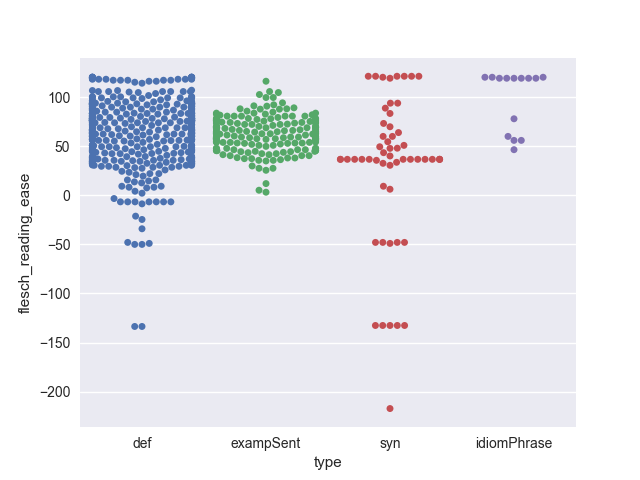 100
50
0
−50
−100
−150
−200
flesch_reading_ease
def
exampSent
syn
idiomPhrase
type